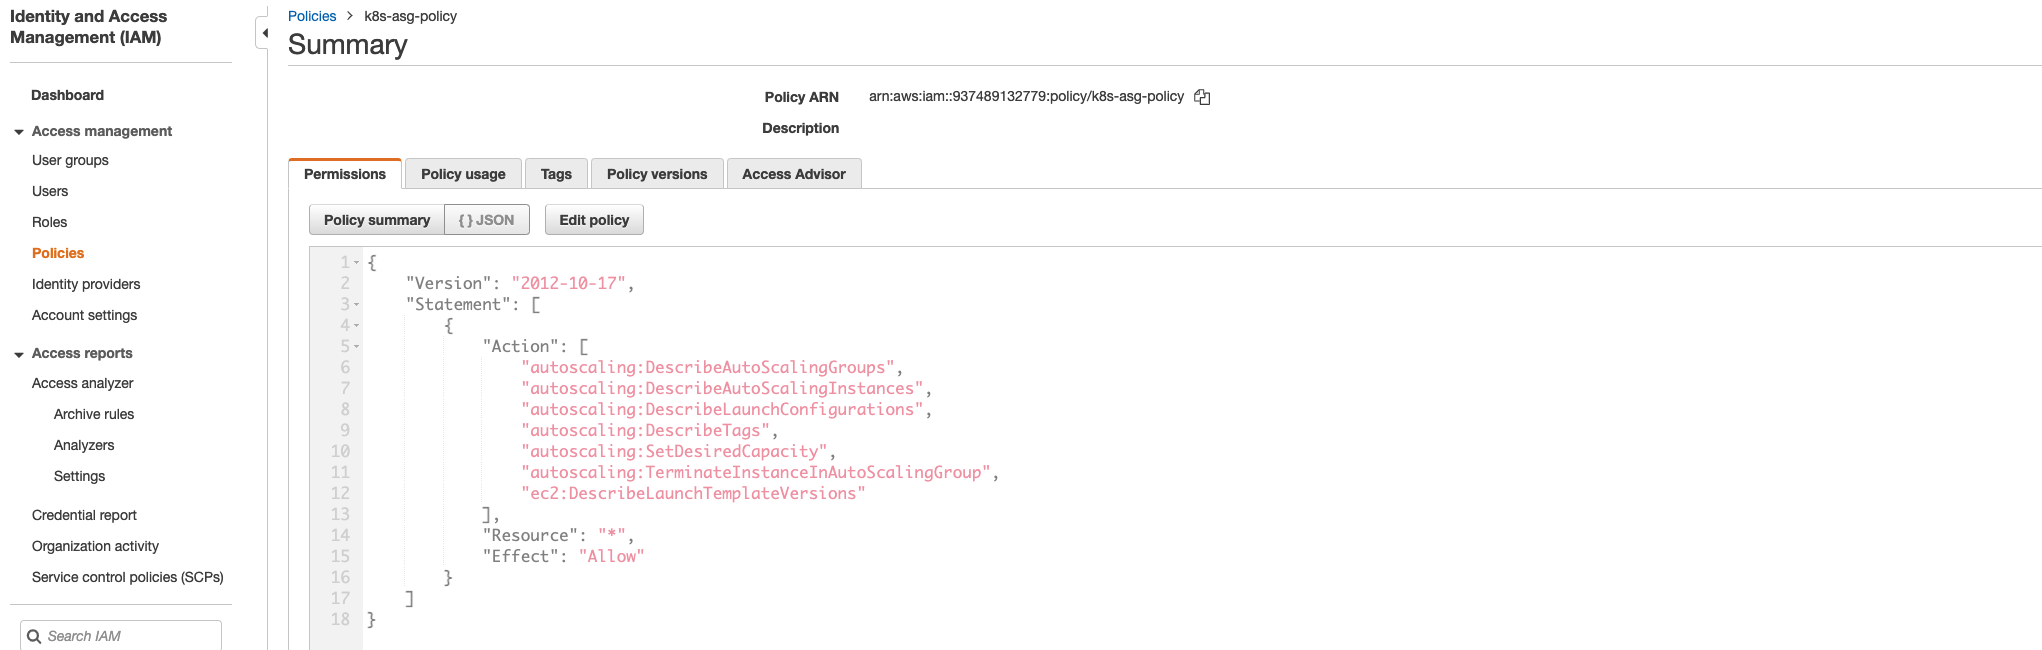 Identity and Access
Management (IAM)
Dashboard
Access management
User groups
Users
Roles
Policies
Identity providers
Account settings
Access reports
Access analyzer
Archive rules
Analyzers
Settings
Credential report
Organization activity
Service control policies (SCPs)
Search IAM
Policies > k8s-asg-policy
Summary
Policy ARN arn:aws:iam::937489132779:policy/k8s-asg-policy
Description
Permissions Policy usage Tags Policy versions Access Advisor
Policy summary { } JSON Edit policy
1 {
2 "Version": "2012-10-17",
3 "Statement": [
4 {
5 "Action": [
6 "autoscaling:DescribeAutoScalingGroups",
7 "autoscaling:DescribeAutoScalingInstances",
8 "autoscaling:DescribeLaunchConfigurations",
9 "autoscaling:DescribeTags",
10 "autoscaling:SetDesiredCapacity",
11 "autoscaling:TerminateInstanceInAutoScalingGroup",
12 "ec2:DescribeLaunchTemplateVersions"
13 ],
14 "Resource": "*",
15 "Effect": "Allow"
16 }
17 ]
18 }